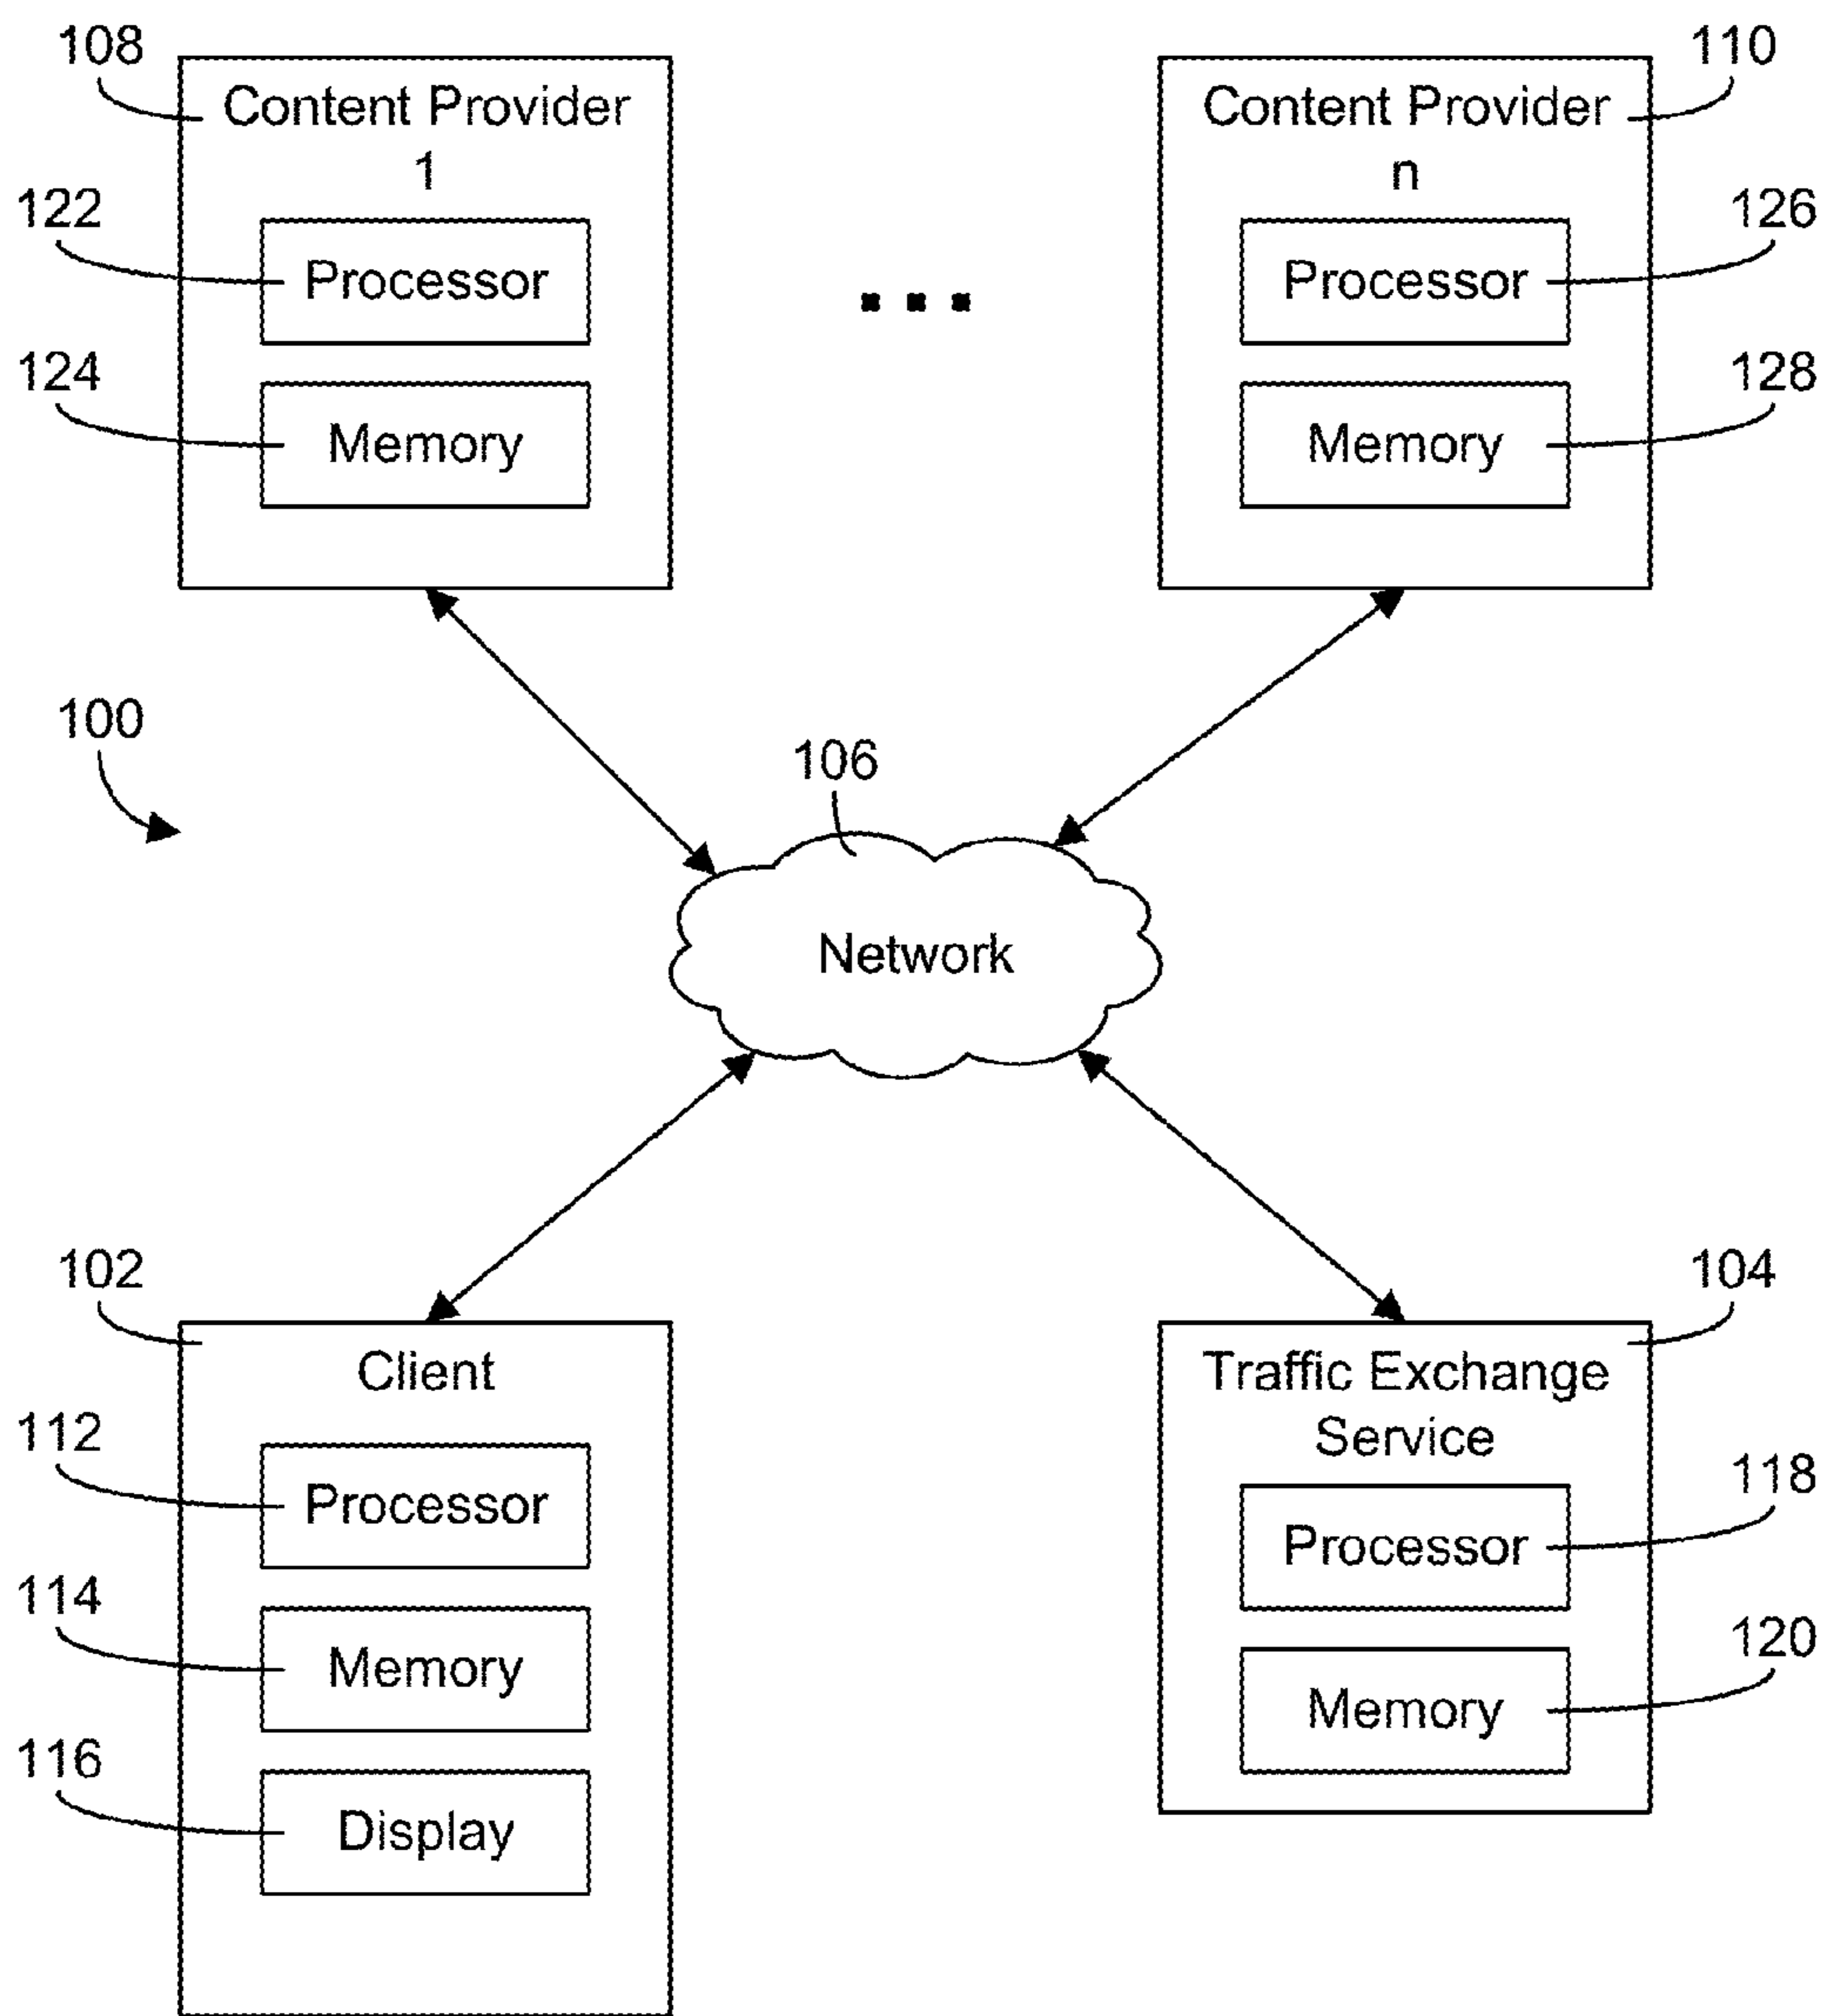 108
Content Provider
1
122
Processor
124
Memory
...
110
Content Provider
n
126
Processor
128
Memory
100
106
Network
102
Client
112
Processor
114
Memory
116
Display
104
Traffic Exchange
Service
118
Processor
120
Memory